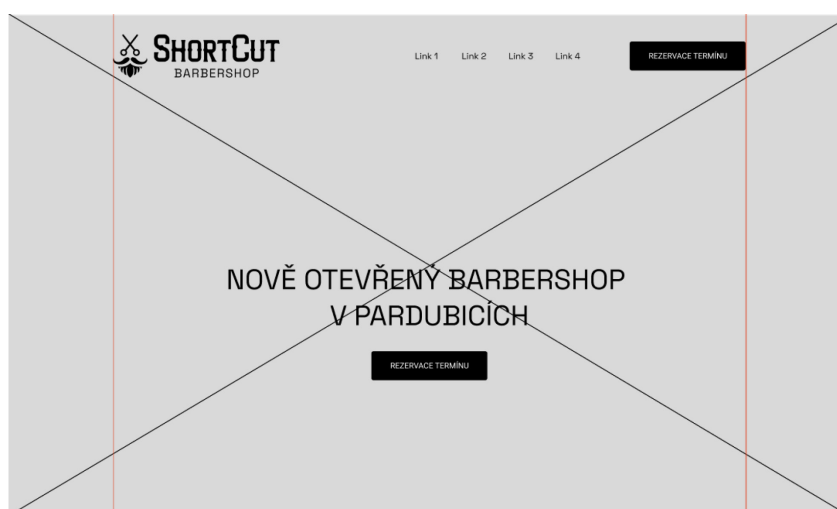 SHORTCUT
BARBERSHOP
Link 1 Link 2 Link 3 Link 4 REZERVACE TERMÍNU
NOVĚ OTEVŘENÝ BARBERSHOP
V PARDUBICÍCH
REZERVACE TERMÍNU